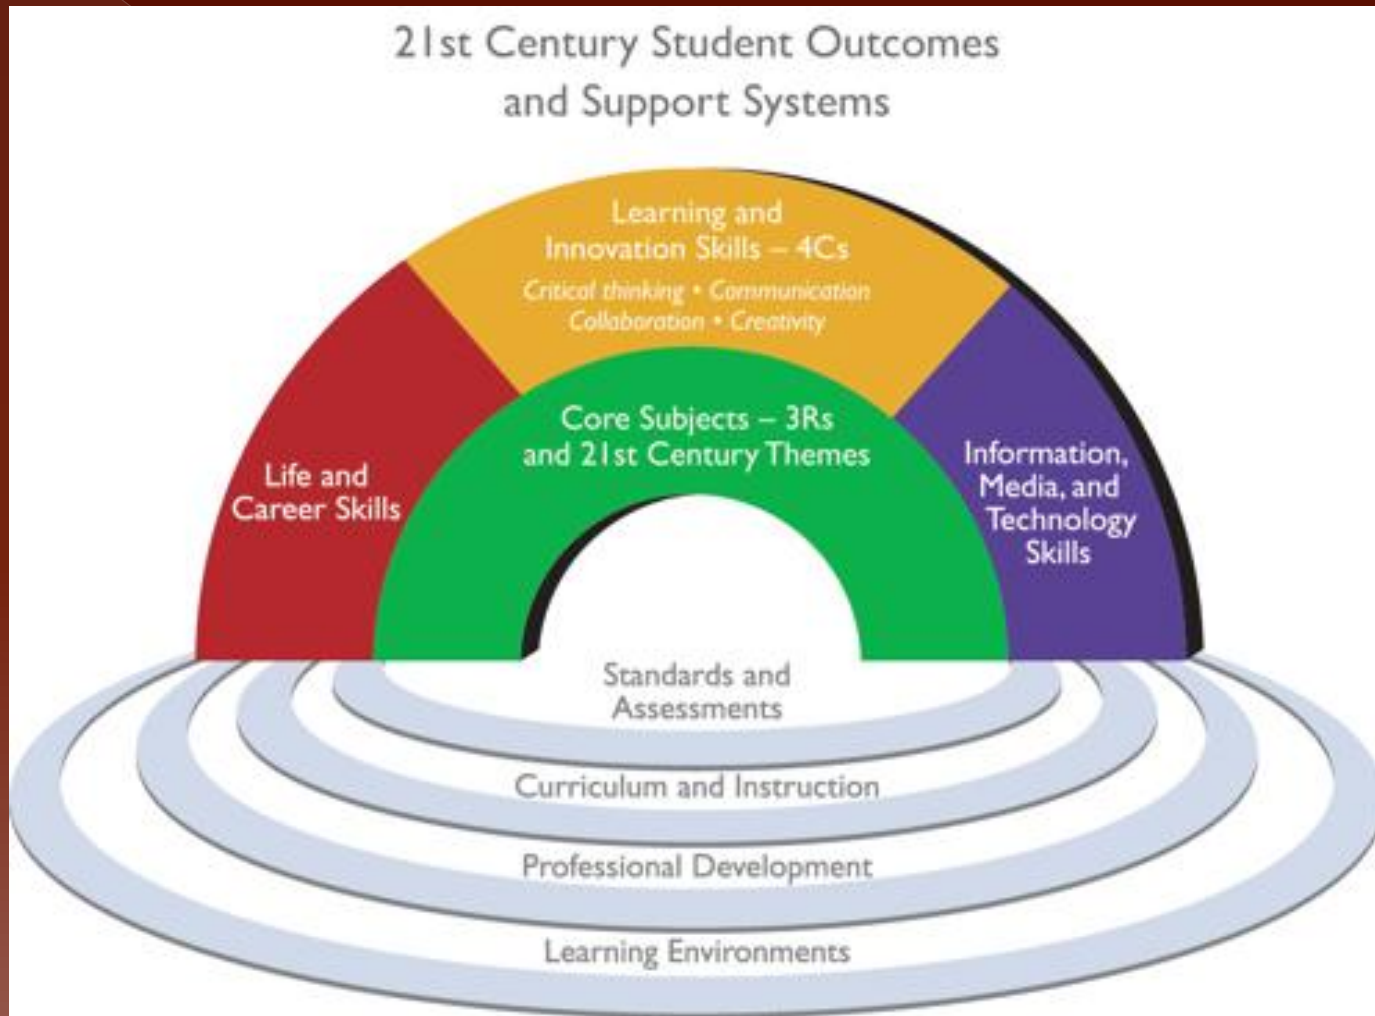 21st Century Student Outcomes
and Support Systems
Learning and
Innovation Skills – 4Cs
Critical thinking • Communication
Collaboration • Creativity
Core Subjects – 3Rs
and 21st Century Themes
Life and
Career Skills
Information,
Media, and
Technology
Skills
Standards and
Assessments
Curriculum and Instruction
Professional Development
Learning Environments